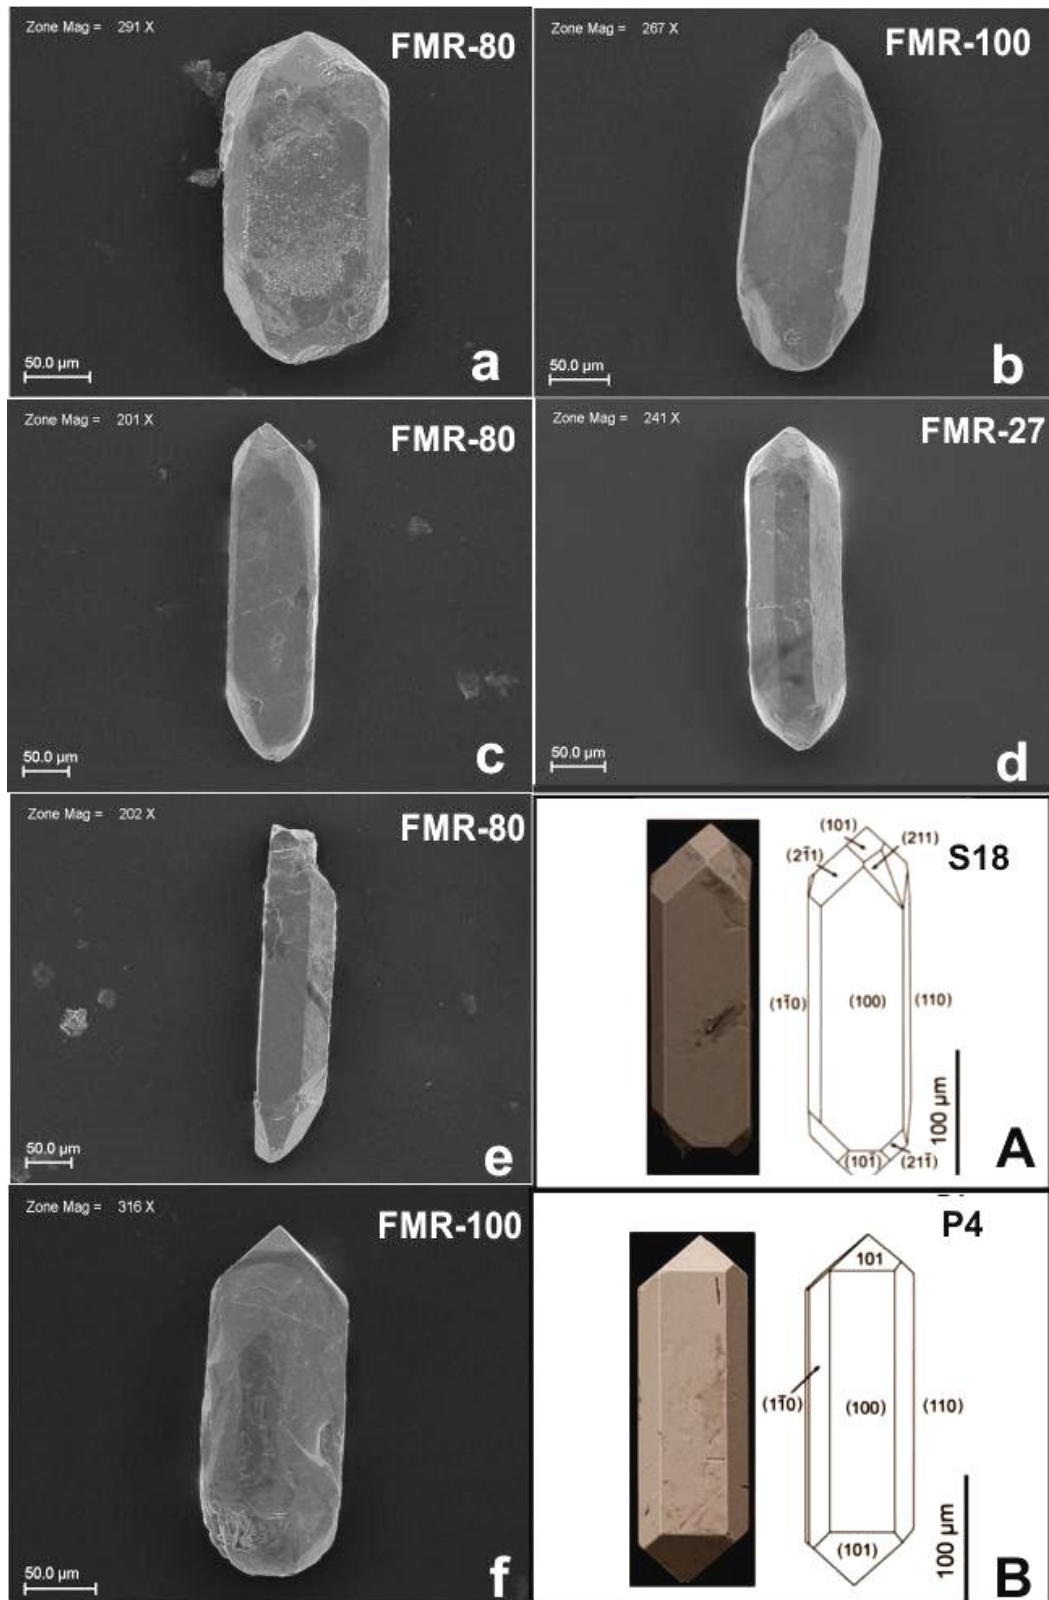 Zone Mag = 291 X
FMR-80
50.0 µm
a
Zone Mag = 267 X
FMR-100
50.0 µm
b
Zone Mag = 201 X
FMR-80
50.0 µm
c
Zone Mag = 241 X
FMR-27
50.0 µm
d
Zone Mag = 202 X
FMR-80
50.0 µm
e
(101)
(211)
(21̄1)
S18
(11̄0)
(100)
(110)
100 µm
(101̄)
(211̄)
A
Zone Mag = 316 X
FMR-100
50.0 µm
f
P4
101
(11̄0)
(100)
(110)
(101)
100 µm
B